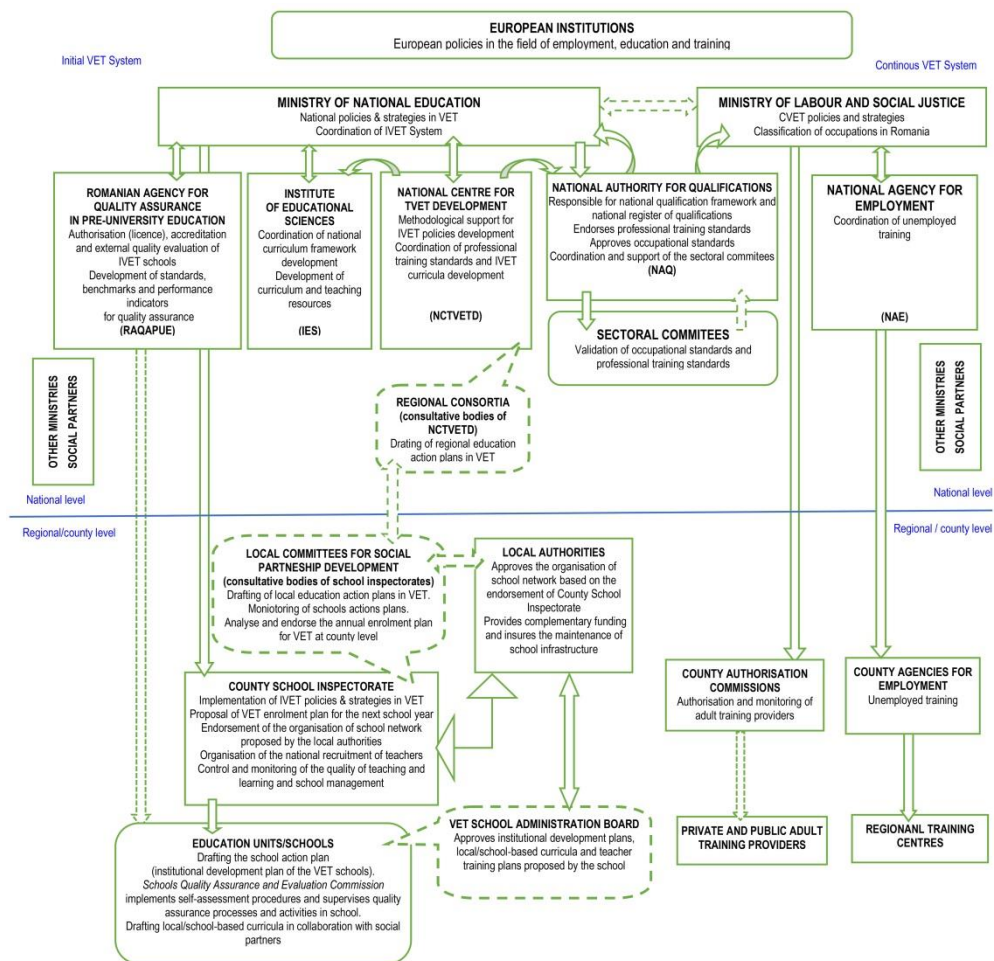 EUROPEAN INSTITUTIONS
European policies in the field of employment, education and training
Initial VET System
Continous VET System
MINISTRY OF NATIONAL EDUCATION
National policies & strategies in VET
Coordination of IVET System
MINISTRY OF LABOUR AND SOCIAL JUSTICE
CVET policies and strategies
Classification of occupations in Romania
ROMANIAN AGENCY FOR
QUALITY ASSURANCE
IN PRE-UNIVERSITY EDUCATION
Authorisation (licence), accreditation
and external quality evaluation of
IVET schools
Development of standards,
benchmarks and performance
indicators
for quality assurance
(RAQAPUE)
INSTITUTE
OF EDUCATIONAL
SCIENCES
Coordination of national
curriculum framework
development
Development of
curriculum and teaching
resources
(IES)
NATIONAL CENTRE FOR
TVET DEVELOPMENT
Methodological support for
IVET policies development
Coordination of professional
training standards and IVET
curricula development
(NCTVETD)
NATIONAL AUTHORITY FOR QUALIFICATIONS
Responsible for national qualification framework and
national register of qualifications
Endorses professional training standards
Approves occupational standards
Coordination and support of the sectoral commitees
(NAQ)
NATIONAL AGENCY FOR
EMPLOYMENT
Coordination of unemployed
training
(NAE)
SECTORAL COMMITEES
Validation of occupational standards and
professional training standards
OTHER MINISTRIES
SOCIAL PARTNERS
REGIONAL CONSORTIA
(consultative bodies of
NCTVETD)
Drating of regional education
action plans in VET
OTHER MINISTRIES
SOCIAL PARTNERS
National level
National level
Regional/county level
Regional / county level
LOCAL COMMITTEES FOR SOCIAL
PARTNESHIP DEVELOPMENT
(consultative bodies of school inspectorates)
Drafting of local education action plans in VET.
Moniotoring of schools actions plans.
Analyse and endorse the annual enrolment plan
for VET at county level
LOCAL AUTHORITIES
Approves the organisation of
school network based on the
endorsement of County School
Inspectorate
Provides complementary funding
and insures the maintenance of
school infrastructure
COUNTY SCHOOL INSPECTORATE
Implementation of IVET policies & strategies in VET
Proposal of VET enrolment plan for the next school year
Endorsement of the organisation of school network
proposed by the local authorities
Organisation of the national recruitment of teachers
Control and monitoring of the quality of teaching and
learning and school management
COUNTY AUTHORISATION
COMMISSIONS
Authorisation and monitoring of
adult training providers
COUNTY AGENCIES FOR
EMPLOYMENT
Unemployed training
EDUCATION UNITS/SCHOOLS
Drafting the school action plan
(institutional development plan of the VET schools).
Schools Quality Assurance and Evaluation Commission
implements self-assessment procedures and supervises quality
assurance processes and activities in school.
Drafting local/school-based curricula in collaboration with social
partners
VET SCHOOL ADMINISTRATION BOARD
Approves institutional development plans,
local/school-based curricula and teacher
training plans proposed by the school
PRIVATE AND PUBLIC ADULT
TRAINING PROVIDERS
REGIONANL TRAINING
CENTRES